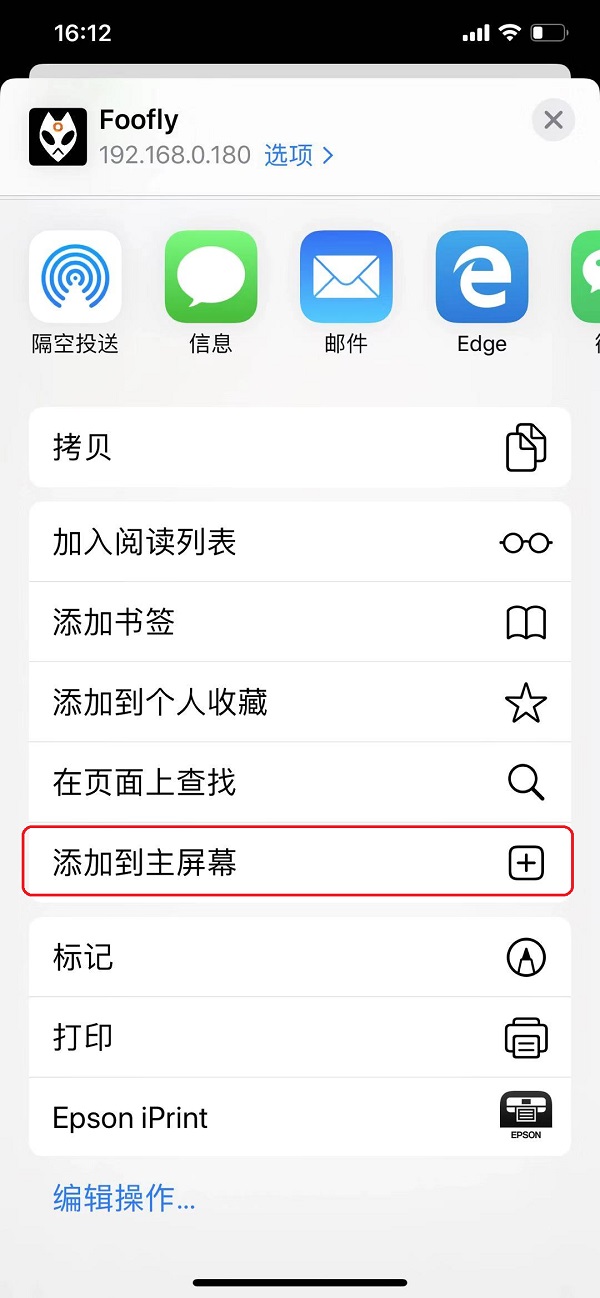 16:12
Foofly
192.168.0.180 选项
隔空投送
信息
邮件
Edge
拷贝
加入阅读列表
添加书签
添加到个人收藏
在页面上查找
添加到主屏幕
标记
打印
Epson iPrint
EPSON
编辑操作...